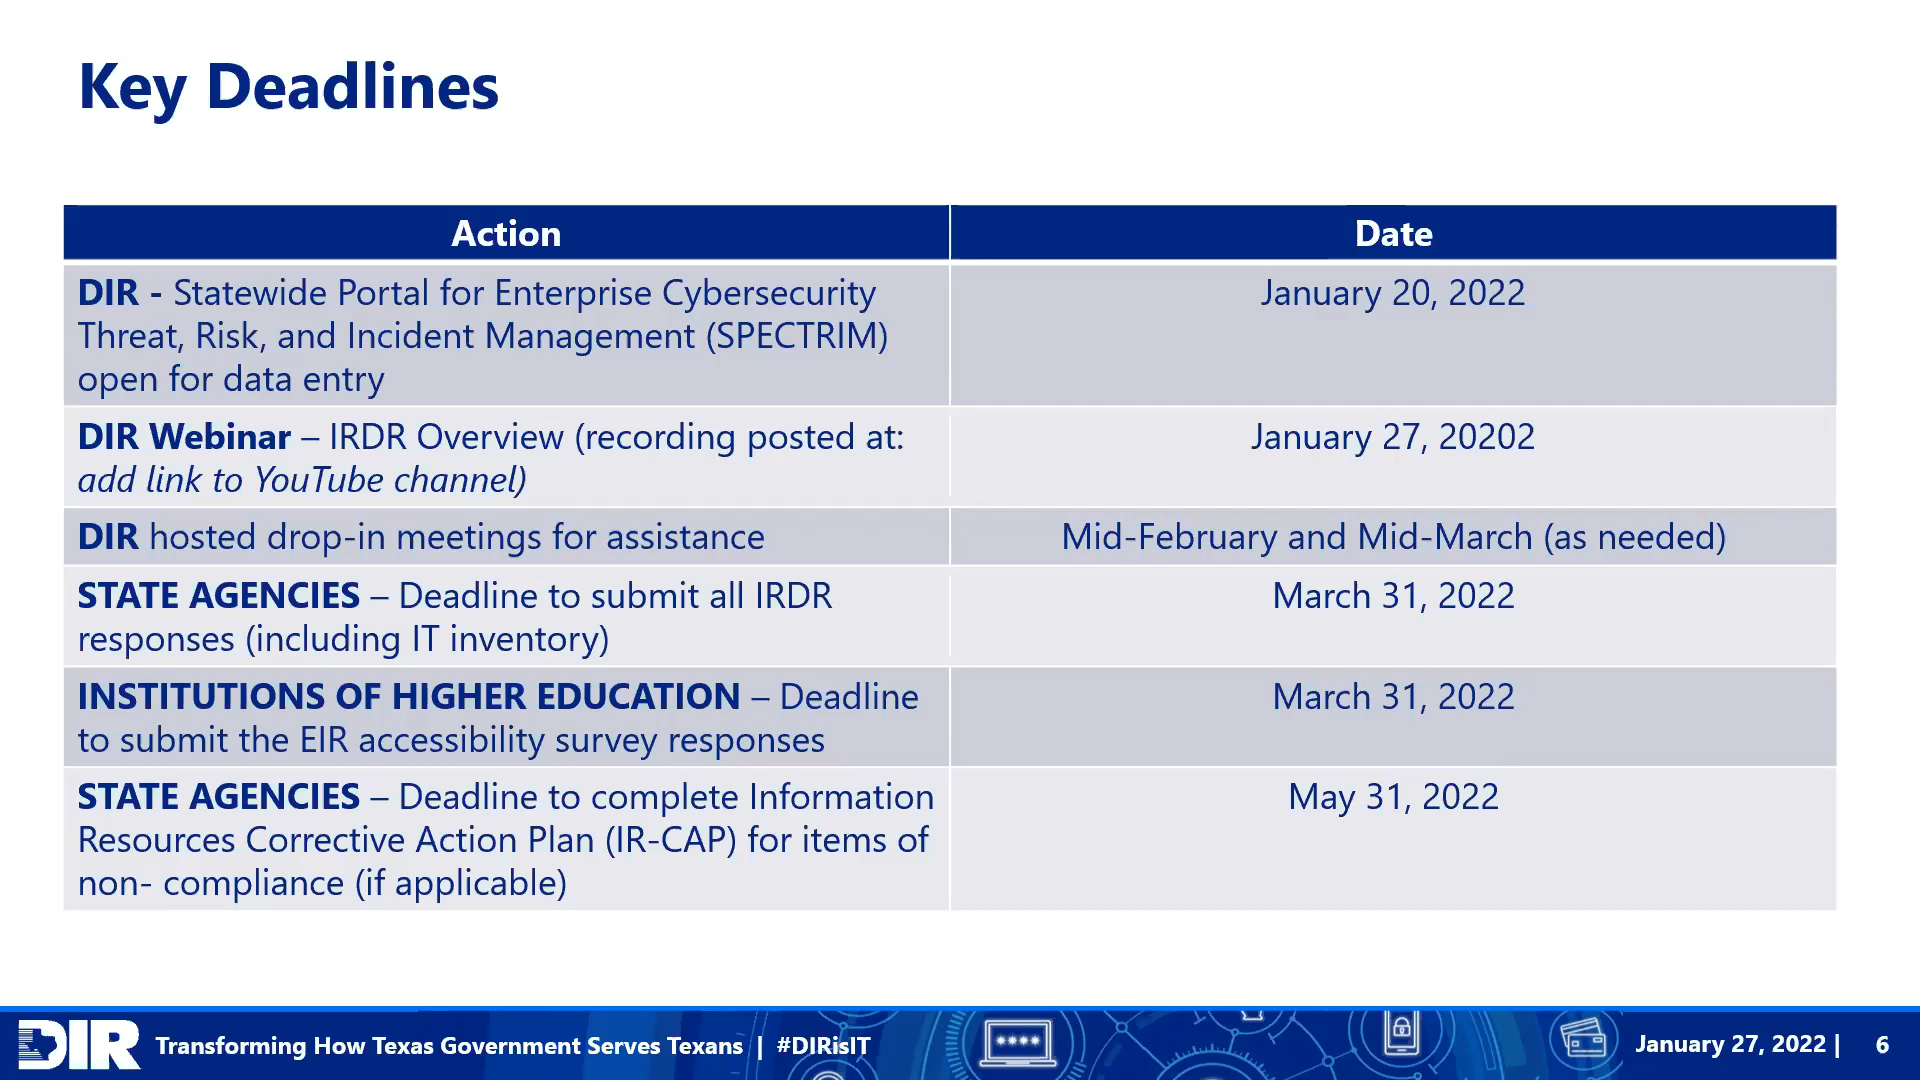 Key Deadlines
Action
Date
DIR - Statewide Portal for Enterprise Cybersecurity
Threat, Risk, and Incident Management (SPECTRIM)
open for data entry
January 20, 2022
DIR Webinar – IRDR Overview (recording posted at:
add link to YouTube channel)
January 27, 20202
DIR hosted drop-in meetings for assistance
Mid-February and Mid-March (as needed)
STATE AGENCIES – Deadline to submit all IRDR
responses (including IT inventory)
March 31, 2022
INSTITUTIONS OF HIGHER EDUCATION – Deadline
to submit the EIR accessibility survey responses
March 31, 2022
STATE AGENCIES – Deadline to complete Information
Resources Corrective Action Plan (IR-CAP) for items of
non- compliance (if applicable)
May 31, 2022
DIR Transforming How Texas Government Serves Texans | #DIRisIT
****
January 27, 2022 | 6